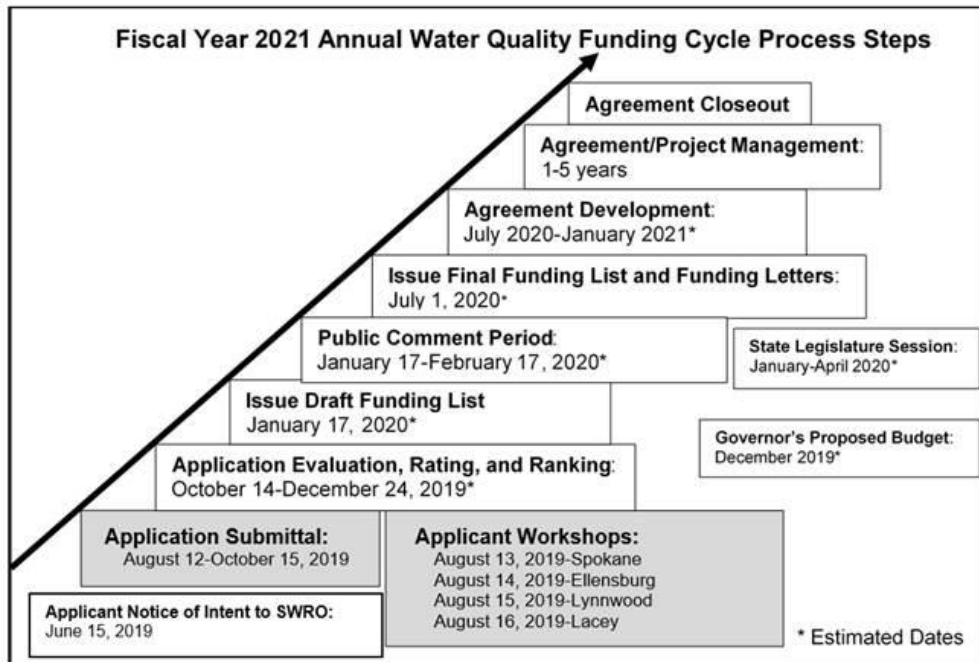 Fiscal Year 2021 Annual Water Quality Funding Cycle Process Steps
Agreement Closeout
Agreement/Project Management:
1-5 years
Agreement Development:
July 2020-January 2021*
Issue Final Funding List and Funding Letters:
July 1, 2020*
Public Comment Period:
January 17-February 17, 2020*
State Legislature Session:
January-April 2020*
Issue Draft Funding List
January 17, 2020*
Governor's Proposed Budget:
December 2019*
Application Evaluation, Rating, and Ranking:
October 14-December 24, 2019*
Application Submittal:
August 12-October 15, 2019
Applicant Workshops:
August 13, 2019-Spokane
August 14, 2019-Ellensburg
August 15, 2019-Lynnwood
August 16, 2019-Lacey
Applicant Notice of Intent to SWRO:
June 15, 2019
* Estimated Dates